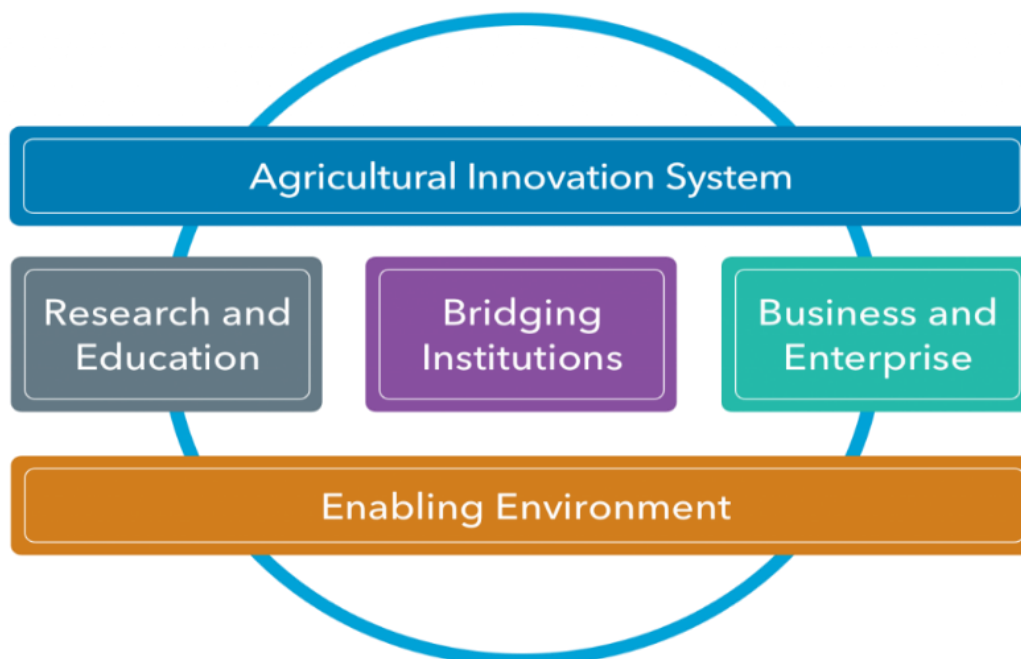 Agricultural Innovation System
Research and
Education
Bridging
Institutions
Business and
Enterprise
Enabling Environment